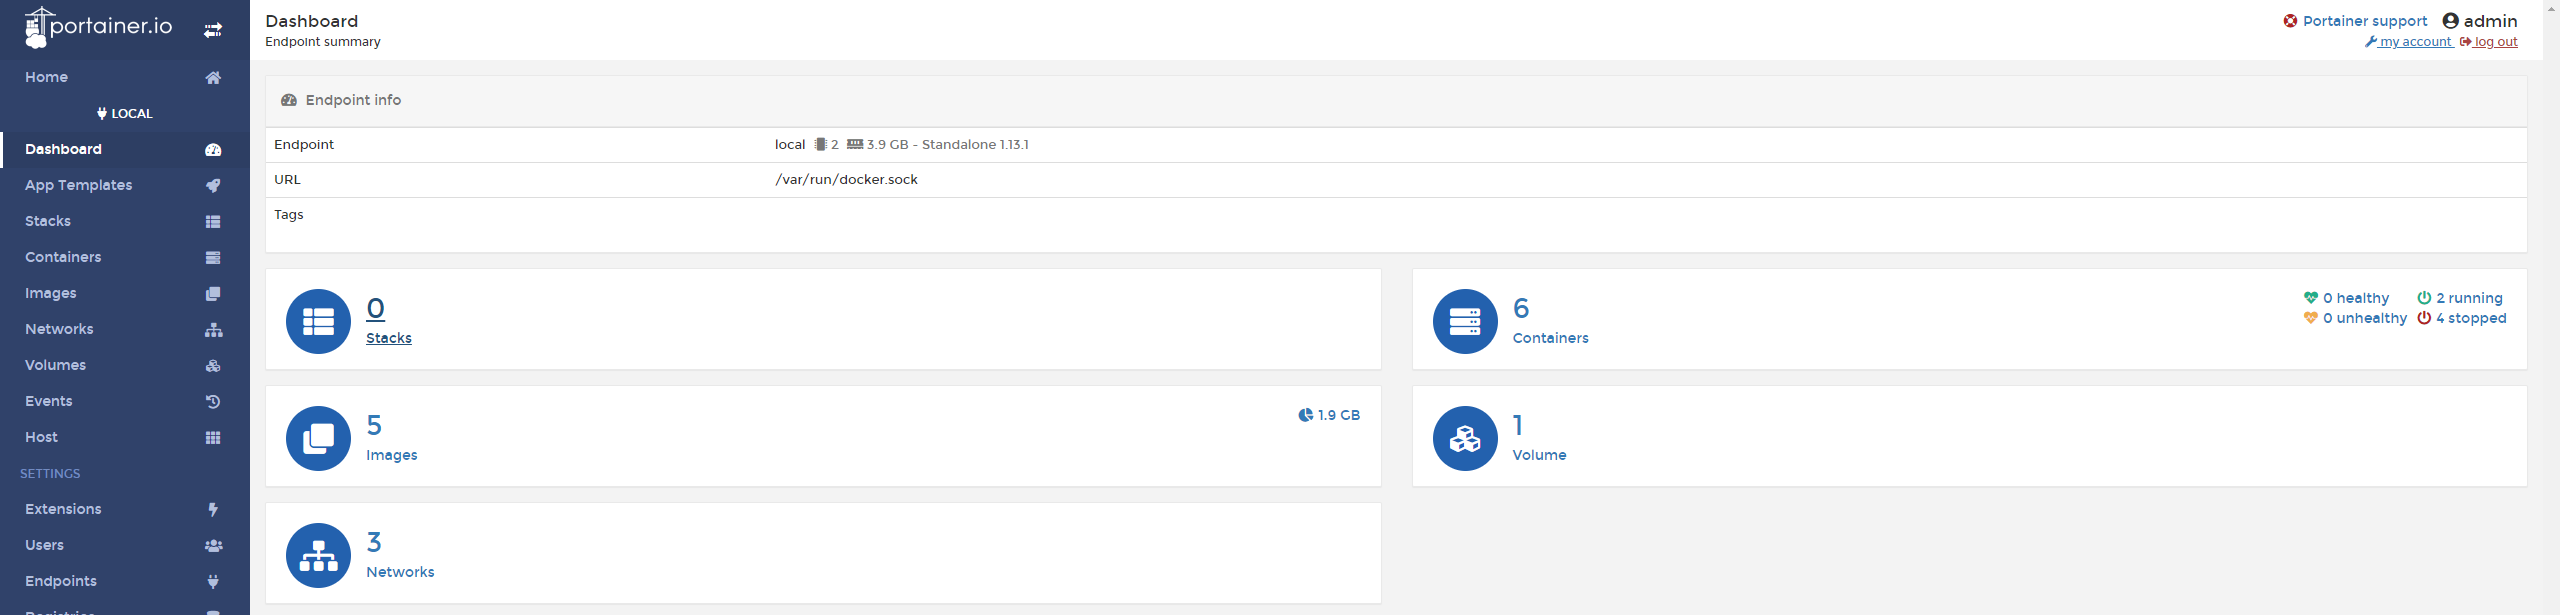 portainer.io
Home
LOCAL
Dashboard
App Templates
Stacks
Containers
Images
Networks
Volumes
Events
Host
SETTINGS
Extensions
Users
Endpoints
Registries
Dashboard
Endpoint summary
Portainer support admin
my account log out
Endpoint info
Endpoint local 2 3.9 GB - Standalone 1.13.1
URL /var/run/docker.sock
Tags
0
Stacks
6
Containers
0 healthy 2 running
0 unhealthy 4 stopped
5
Images
1.9 GB
1
Volume
3
Networks